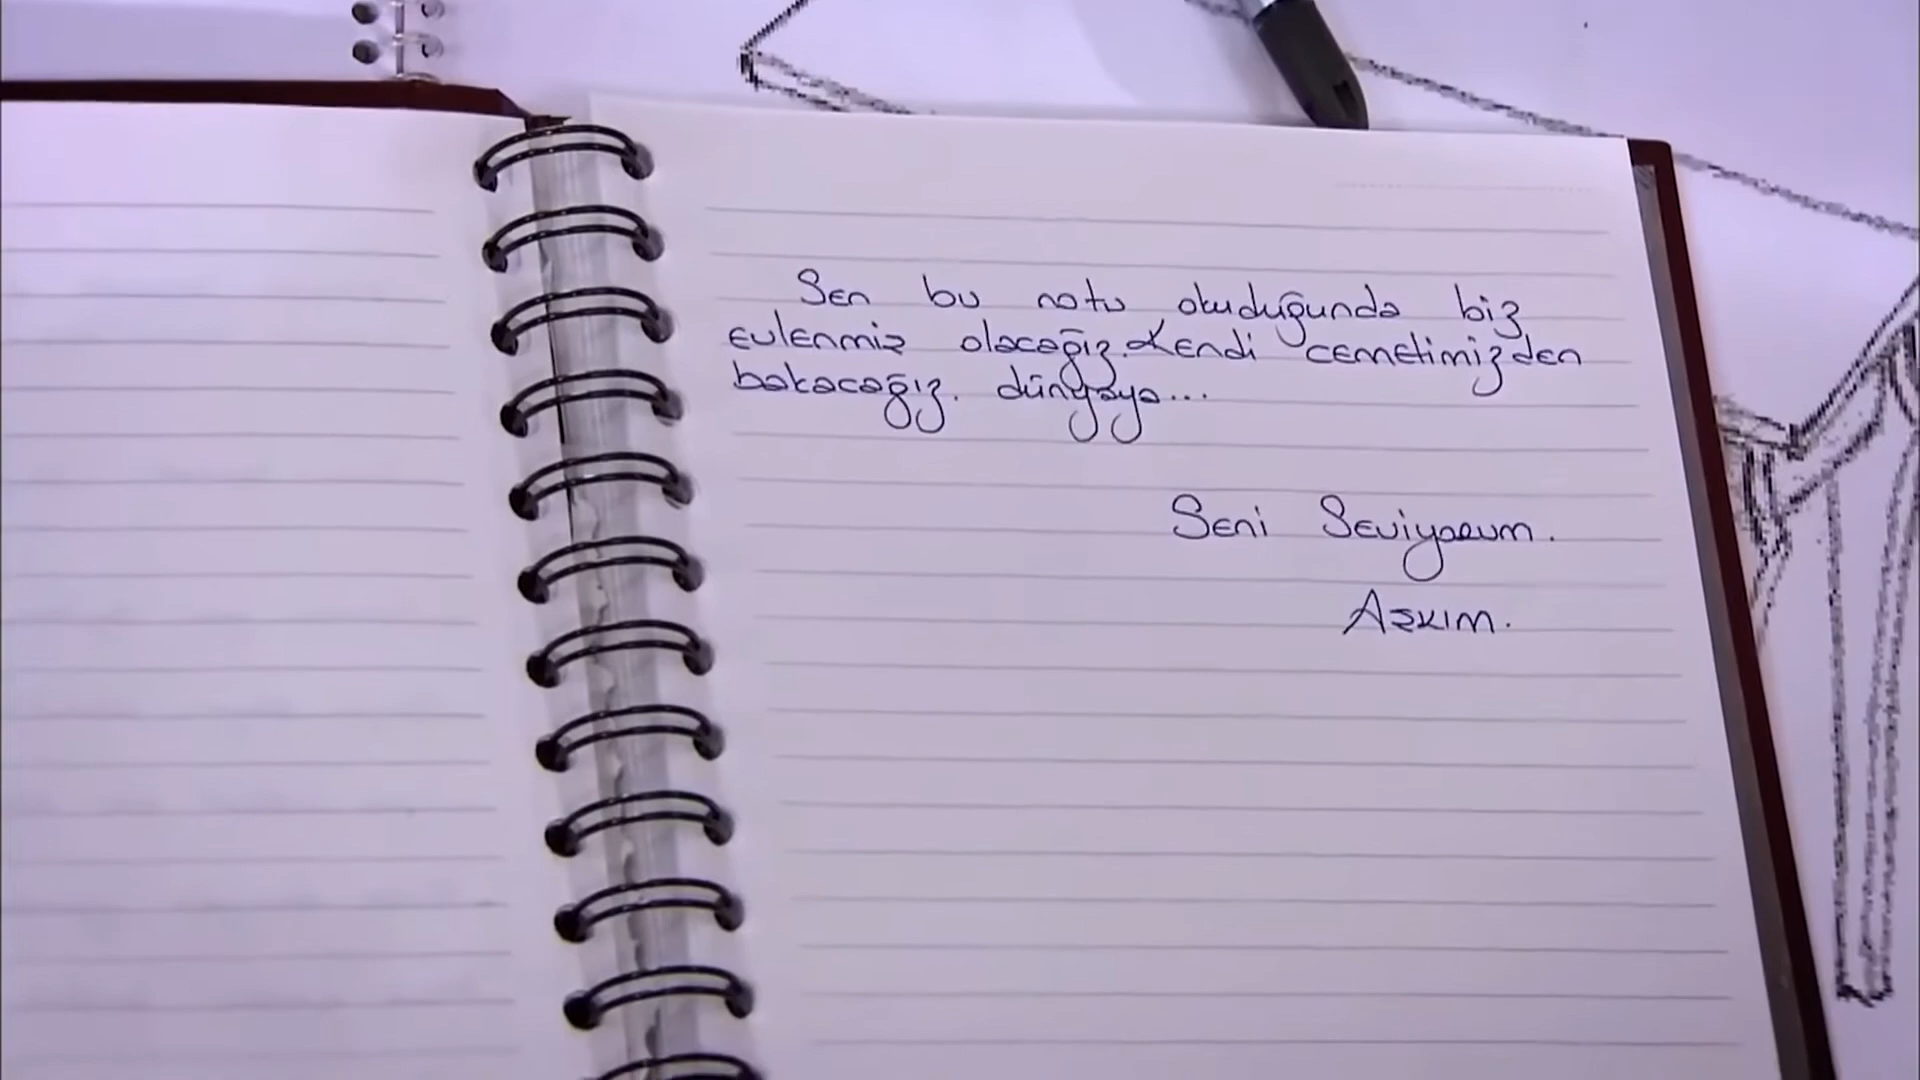 Sen bu notu okuduğunda biz
evlenmiş olacağız. Kendi cennetimizden
bakacağız. dünyaya...
Seni Seviyorum.
Aşkım.